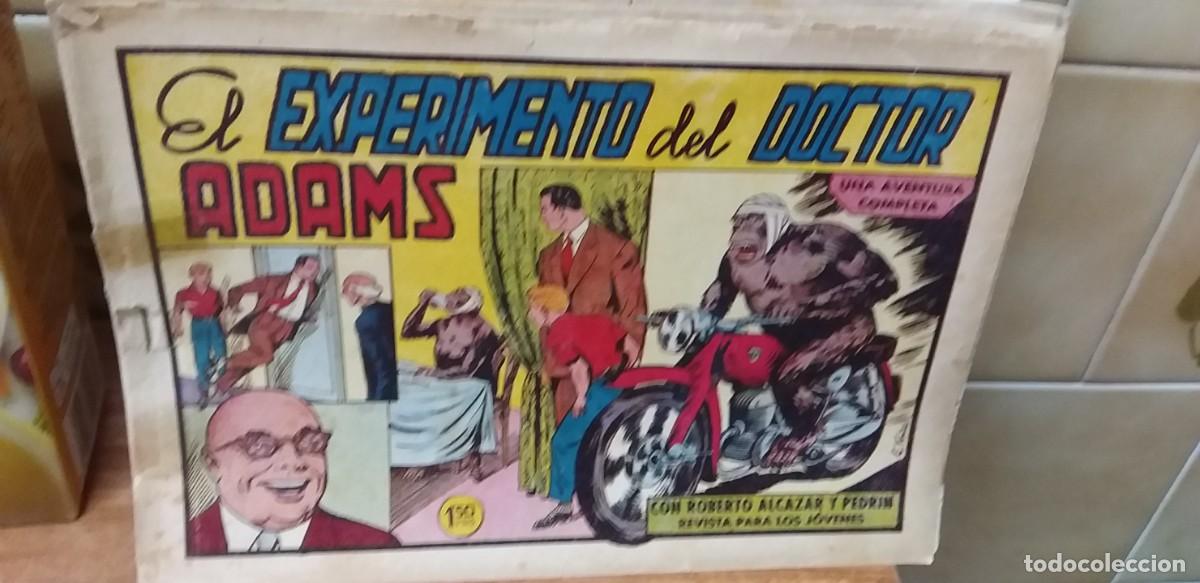 El EXPERIMENTO del DOCTOR
ADAMS
UNA AVENTURA
COMPLETA
1'50
CON ROBERTO ALCAZAR Y PEDRIN
REVISTA PARA LOS JÓVENES
todocoleccion